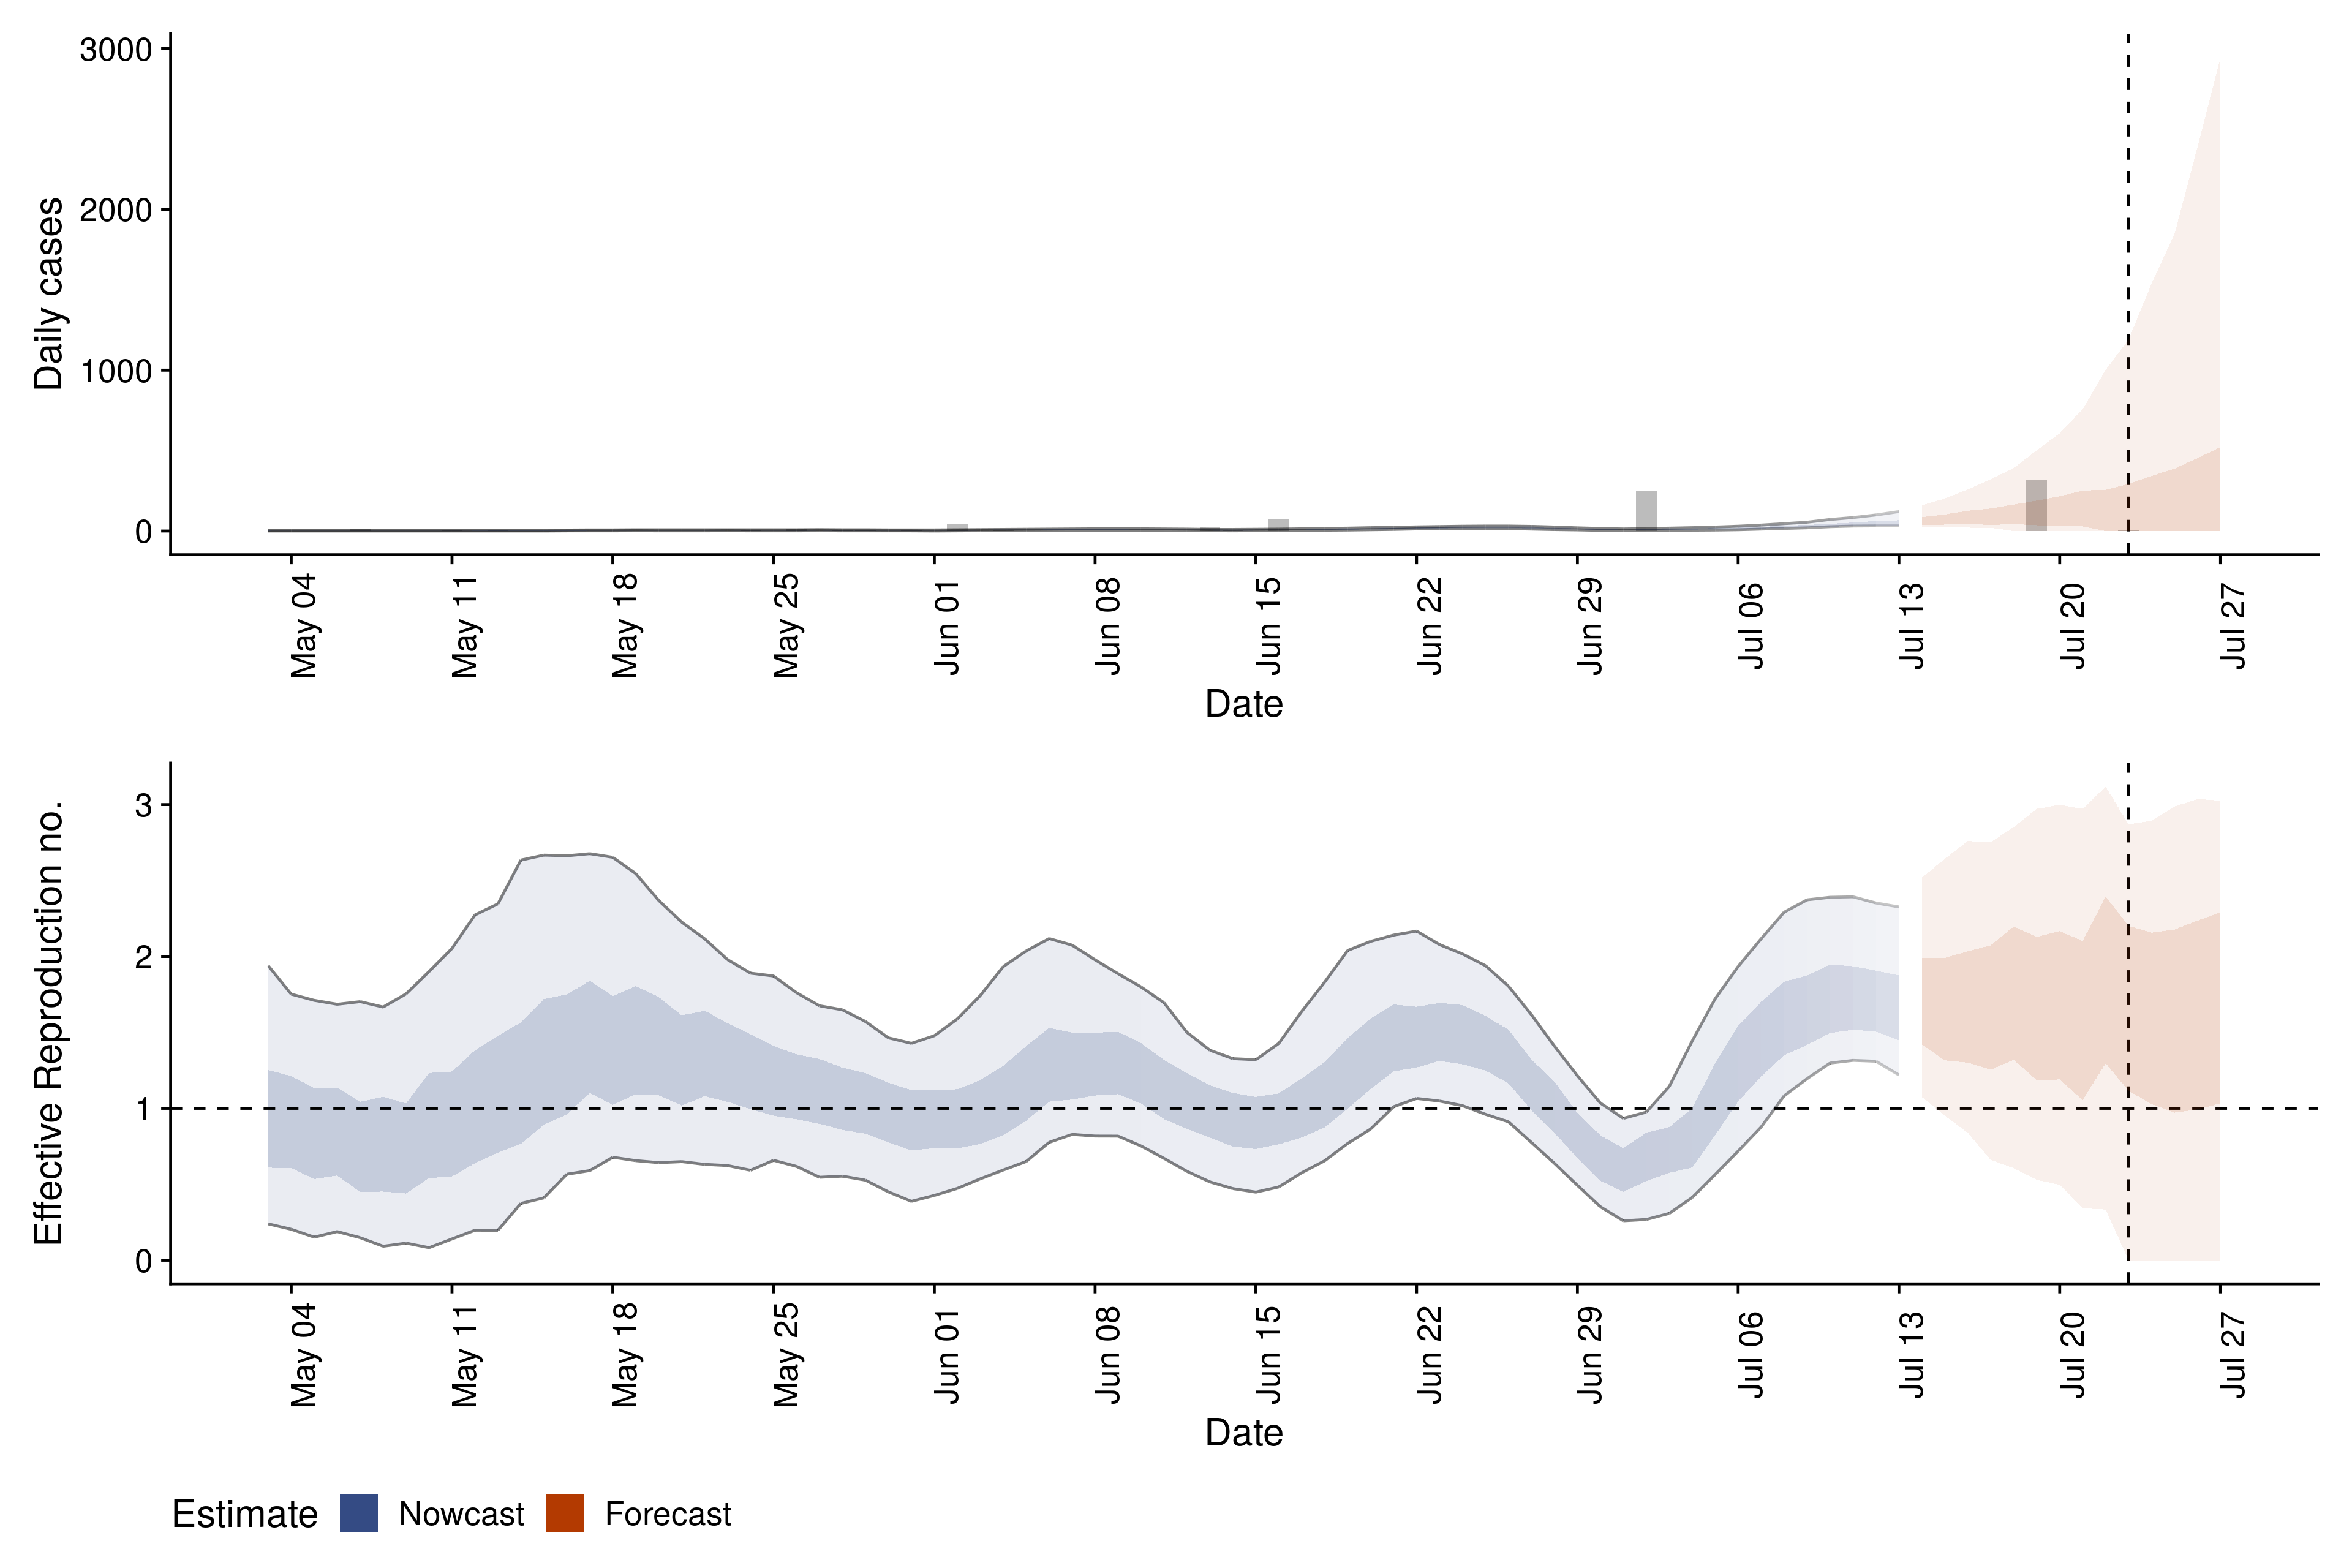 3000
2000
1000
0
Daily cases
May 04
May 11
May 18
May 25
Jun 01
Jun 08
Jun 15
Jun 22
Jun 29
Jul 06
Jul 13
Jul 20
Jul 27
Date
3
2
1
0
Effective Reproduction no.
May 04
May 11
May 18
May 25
Jun 01
Jun 08
Jun 15
Jun 22
Jun 29
Jul 06
Jul 13
Jul 20
Jul 27
Date
Estimate Nowcast Forecast